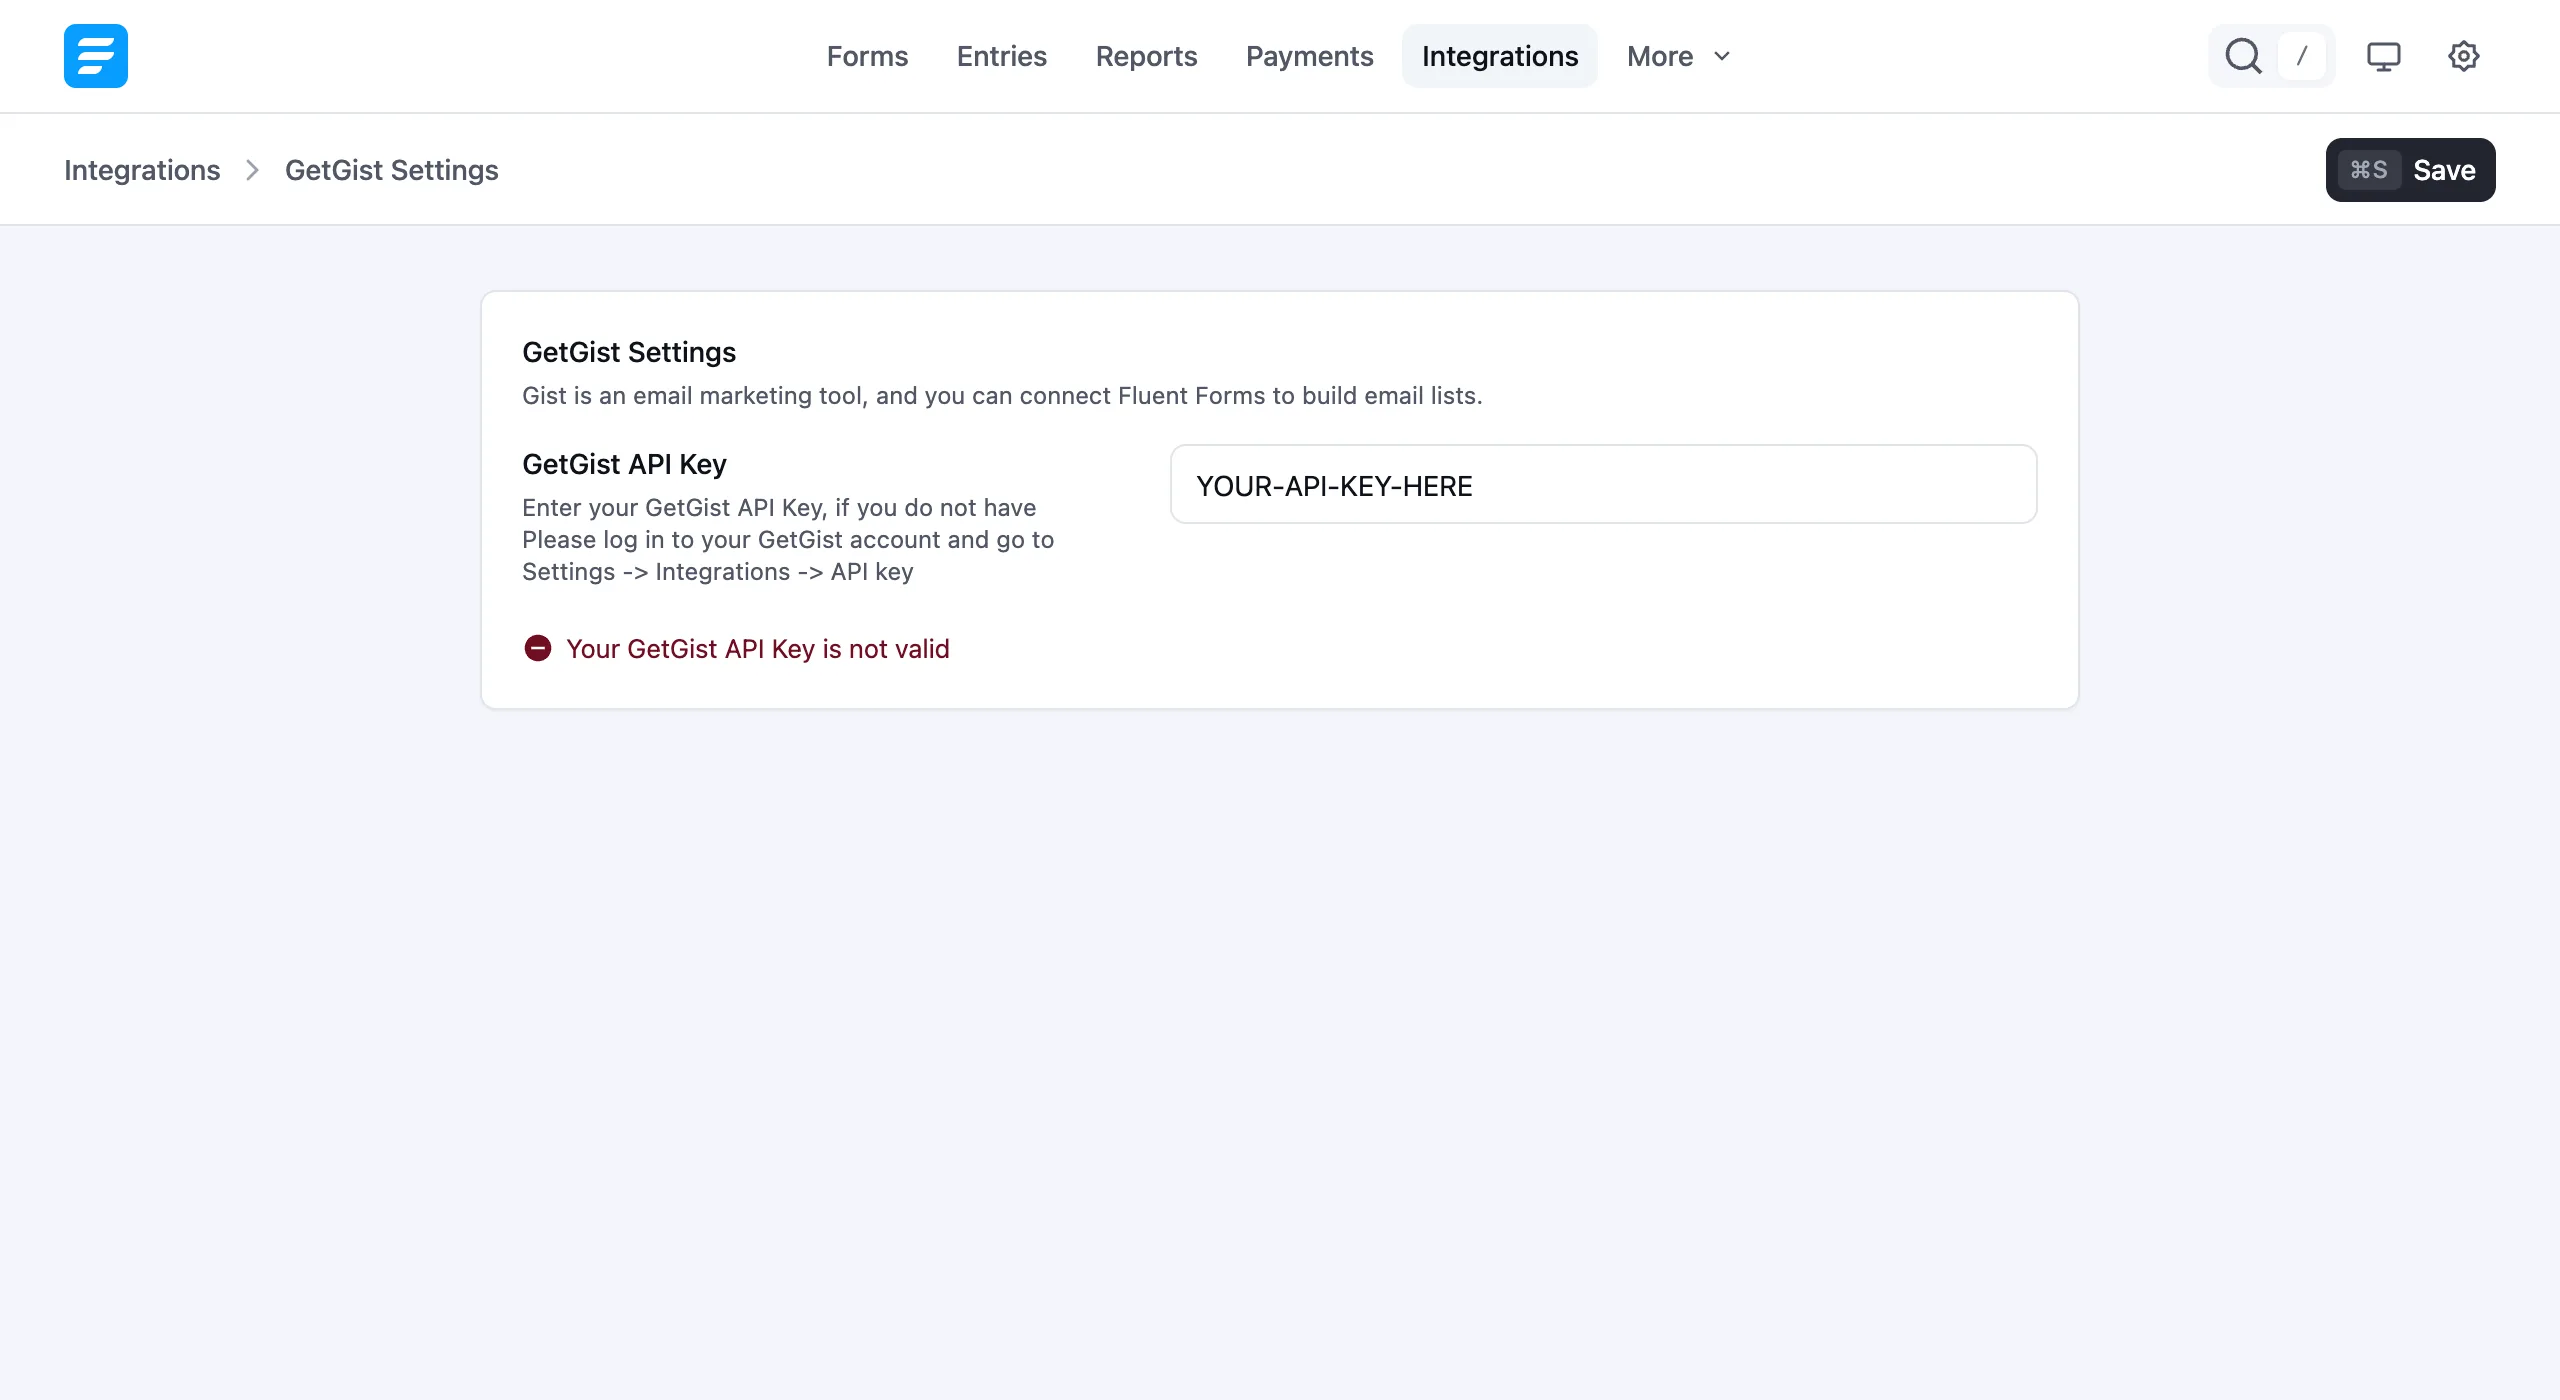 Forms Entries Reports Payments Integrations More /
Integrations > GetGist Settings ⌘S Save
GetGist Settings
Gist is an email marketing tool, and you can connect Fluent Forms to build email lists.
GetGist API Key
YOUR-API-KEY-HERE
Enter your GetGist API Key, if you do not have
Please log in to your GetGist account and go to
Settings -> Integrations -> API key
Your GetGist API Key is not valid